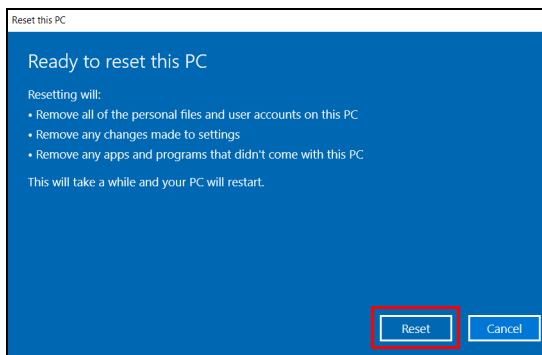 Reset this PC
Ready to reset this PC
Resetting will:
• Remove all of the personal files and user accounts on this PC
• Remove any changes made to settings
• Remove any apps and programs that didn't come with this PC
This will take a while and your PC will restart.
Reset Cancel